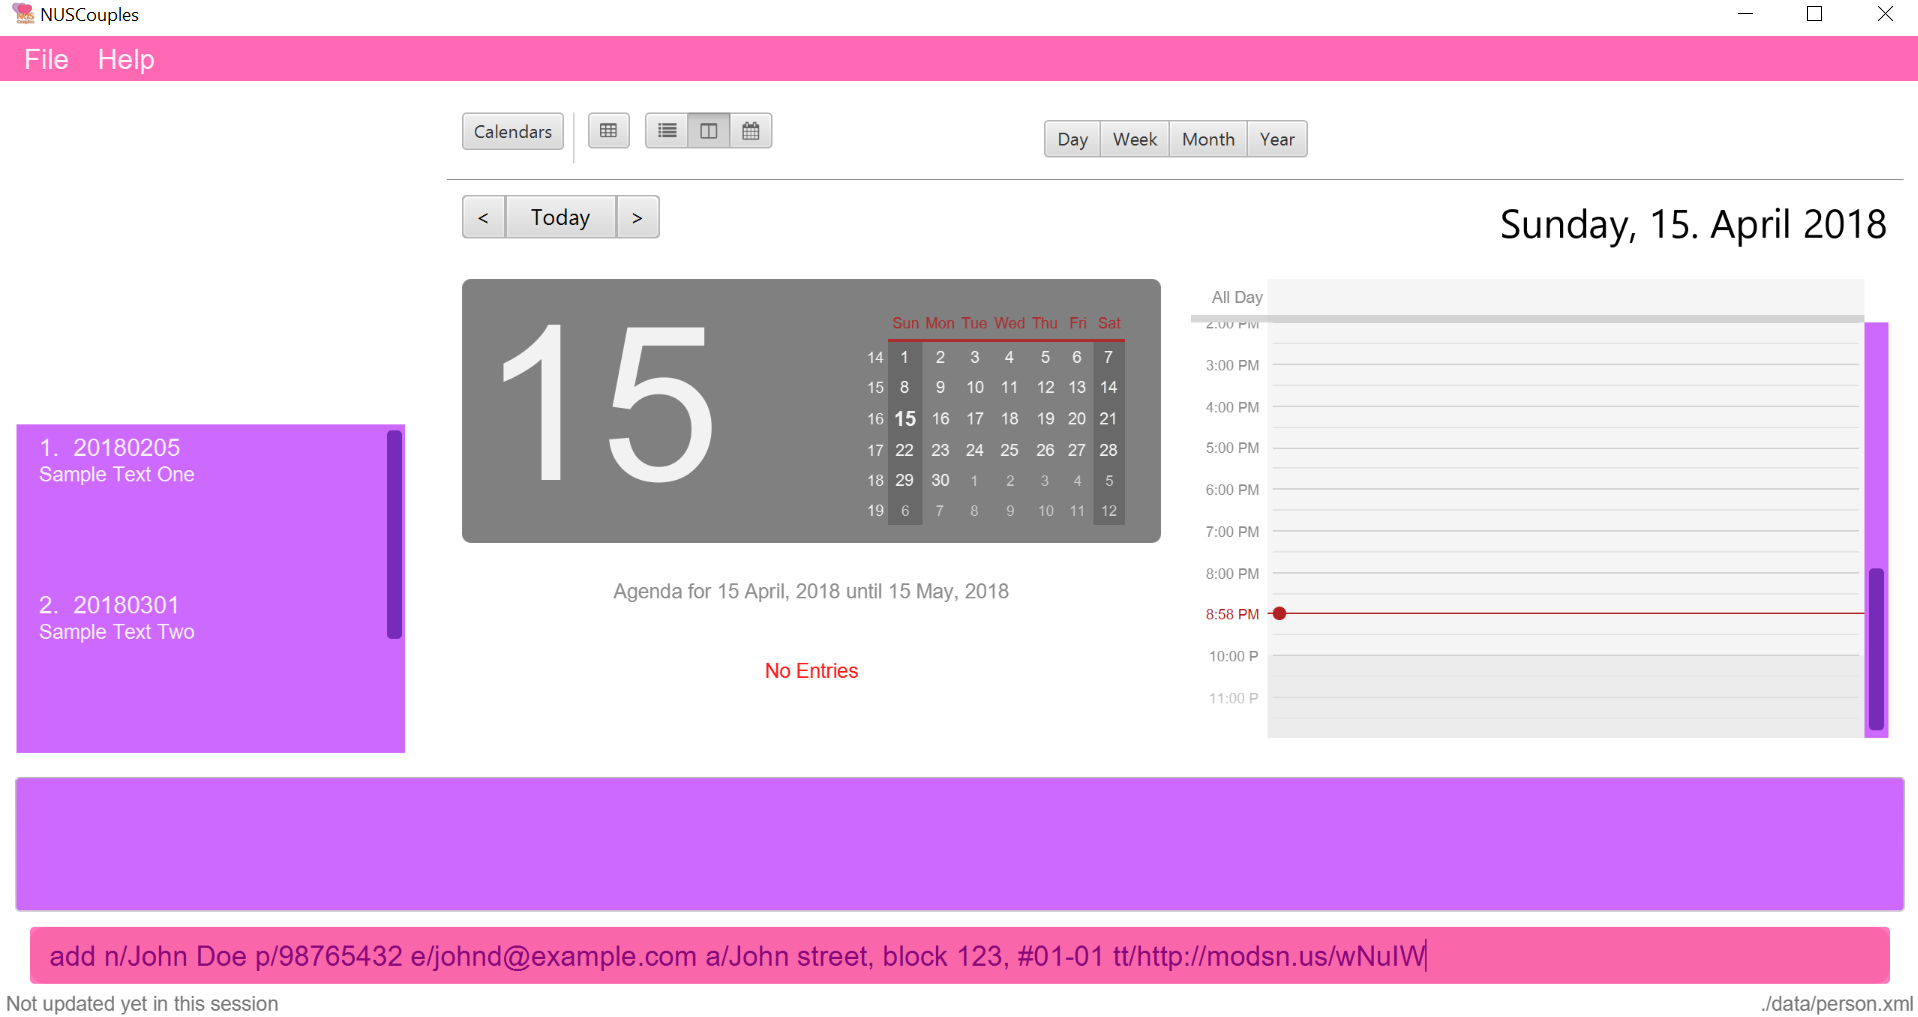 NUSCouples
File Help
Calendars
Day Week Month Year
< Today >
Sunday, 15. April 2018
15
Sun Mon Tue Wed Thu Fri Sat
14 1 2 3 4 5 6 7
15 8 9 10 11 12 13 14
16 15 16 17 18 19 20 21
17 22 23 24 25 26 27 28
18 29 30 1 2 3 4 5
19 6 7 8 9 10 11 12
Agenda for 15 April, 2018 until 15 May, 2018
No Entries
All Day
2:00 PM
3:00 PM
4:00 PM
5:00 PM
6:00 PM
7:00 PM
8:00 PM
8:58 PM
10:00 P
11:00 P
1. 20180205
Sample Text One
2. 20180301
Sample Text Two
add n/John Doe p/98765432 e/johnd@example.com a/John street, block 123, #01-01 tt/http://modsn.us/wNuIW
Not updated yet in this session
./data/person.xml